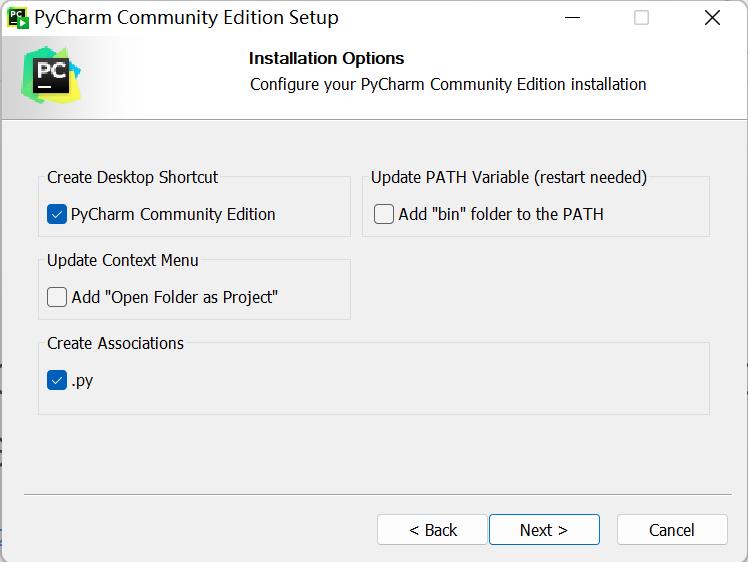 PyCharm Community Edition Setup
PC
Installation Options
Configure your PyCharm Community Edition installation
Create Desktop Shortcut
PyCharm Community Edition
Update PATH Variable (restart needed)
Add "bin" folder to the PATH
Update Context Menu
Add "Open Folder as Project"
Create Associations
.py
< Back
Next >
Cancel